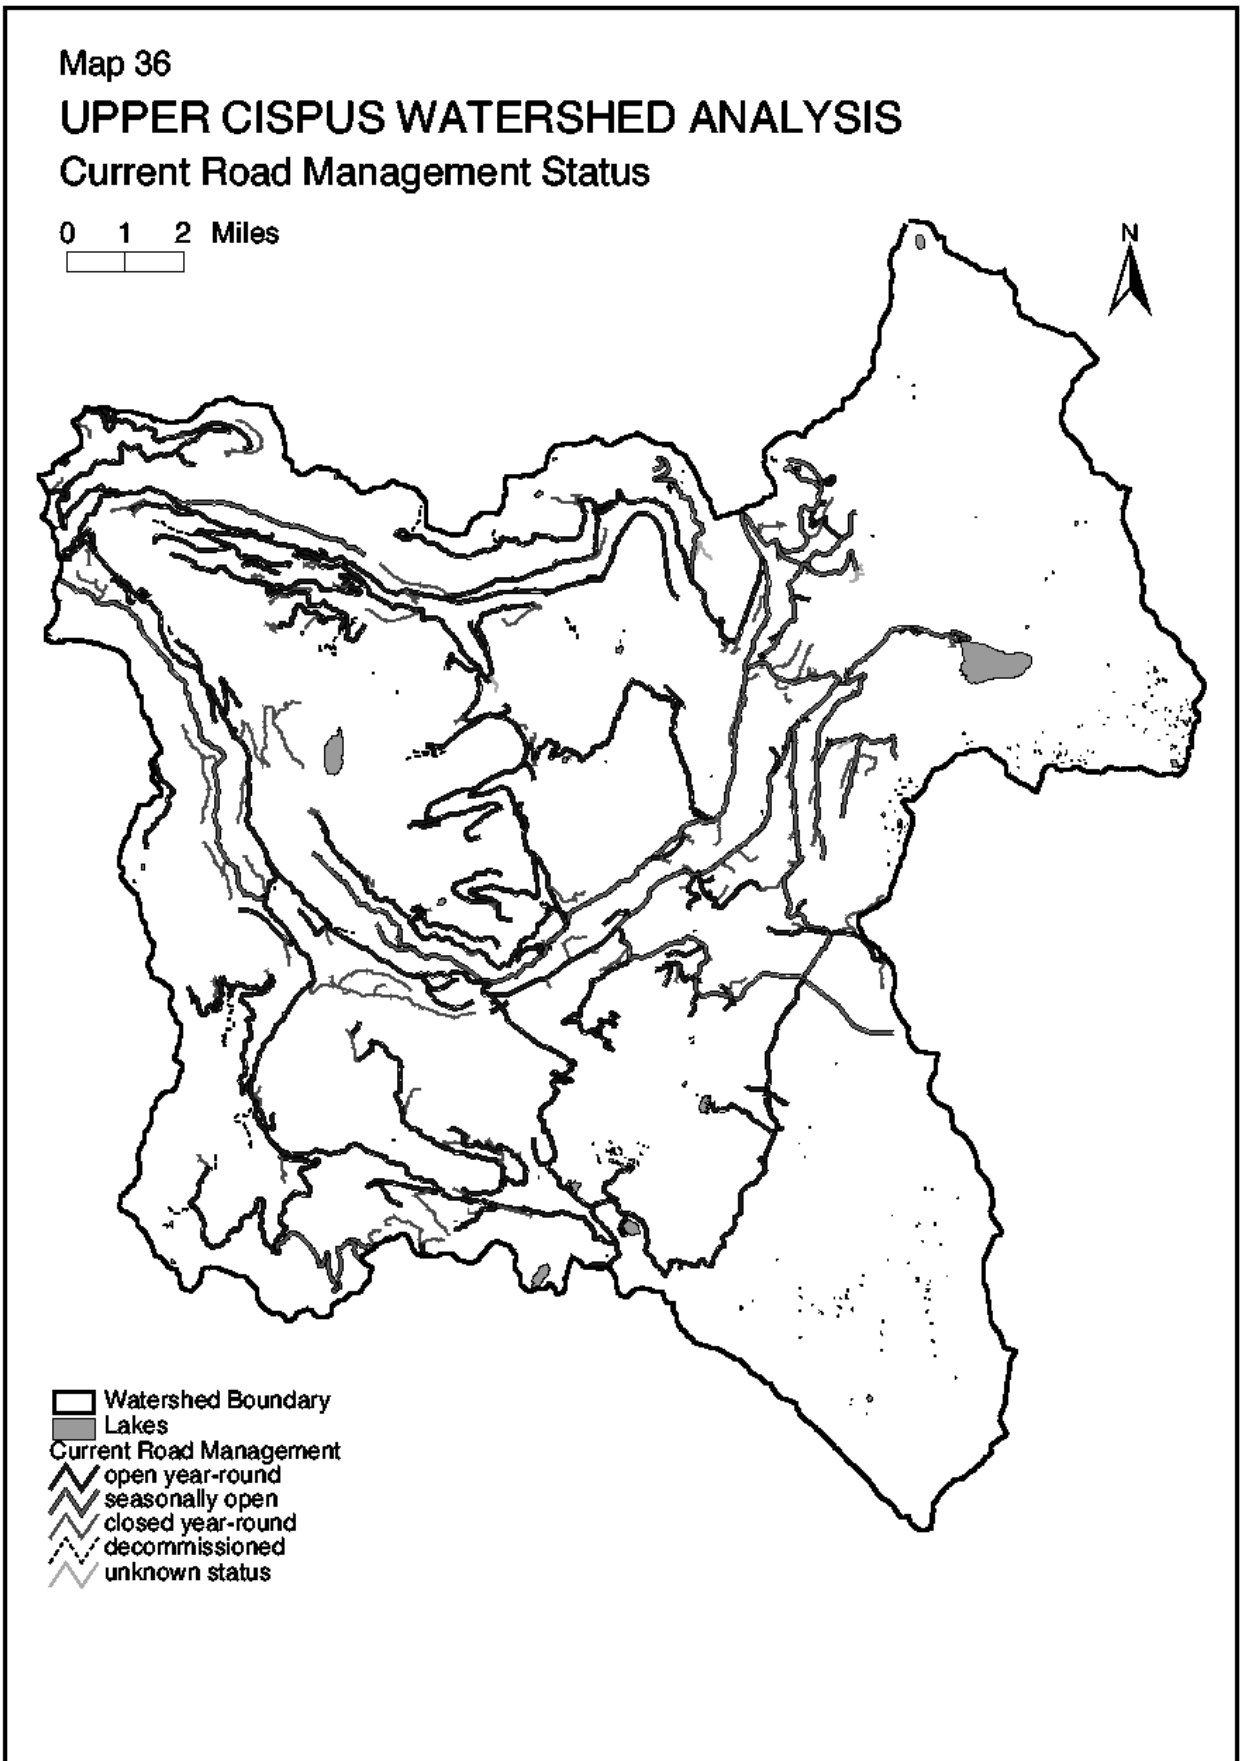 Map 36
UPPER CISPUS WATERSHED ANALYSIS
Current Road Management Status
0 1 2 Miles
N
Watershed Boundary
Lakes
Current Road Management
open year-round
seasonally open
closed year-round
decommissioned
unknown status